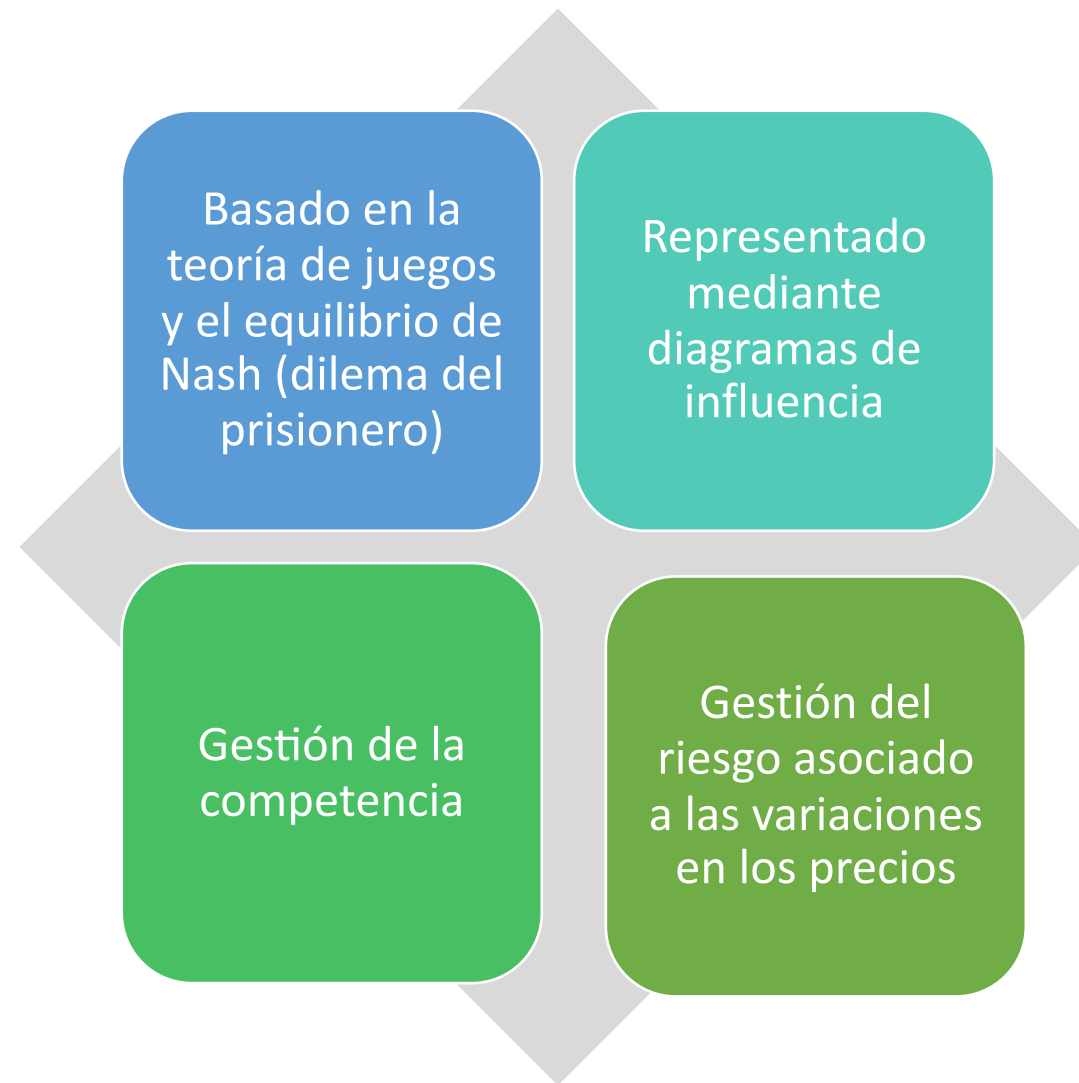 Basado en la
teoría de juegos
y el equilibrio de
Nash (dilema del
prisionero)
Representado
mediante
diagramas de
influencia
Gestión de la
competencia
Gestión del
riesgo asociado
a las variaciones
en los precios